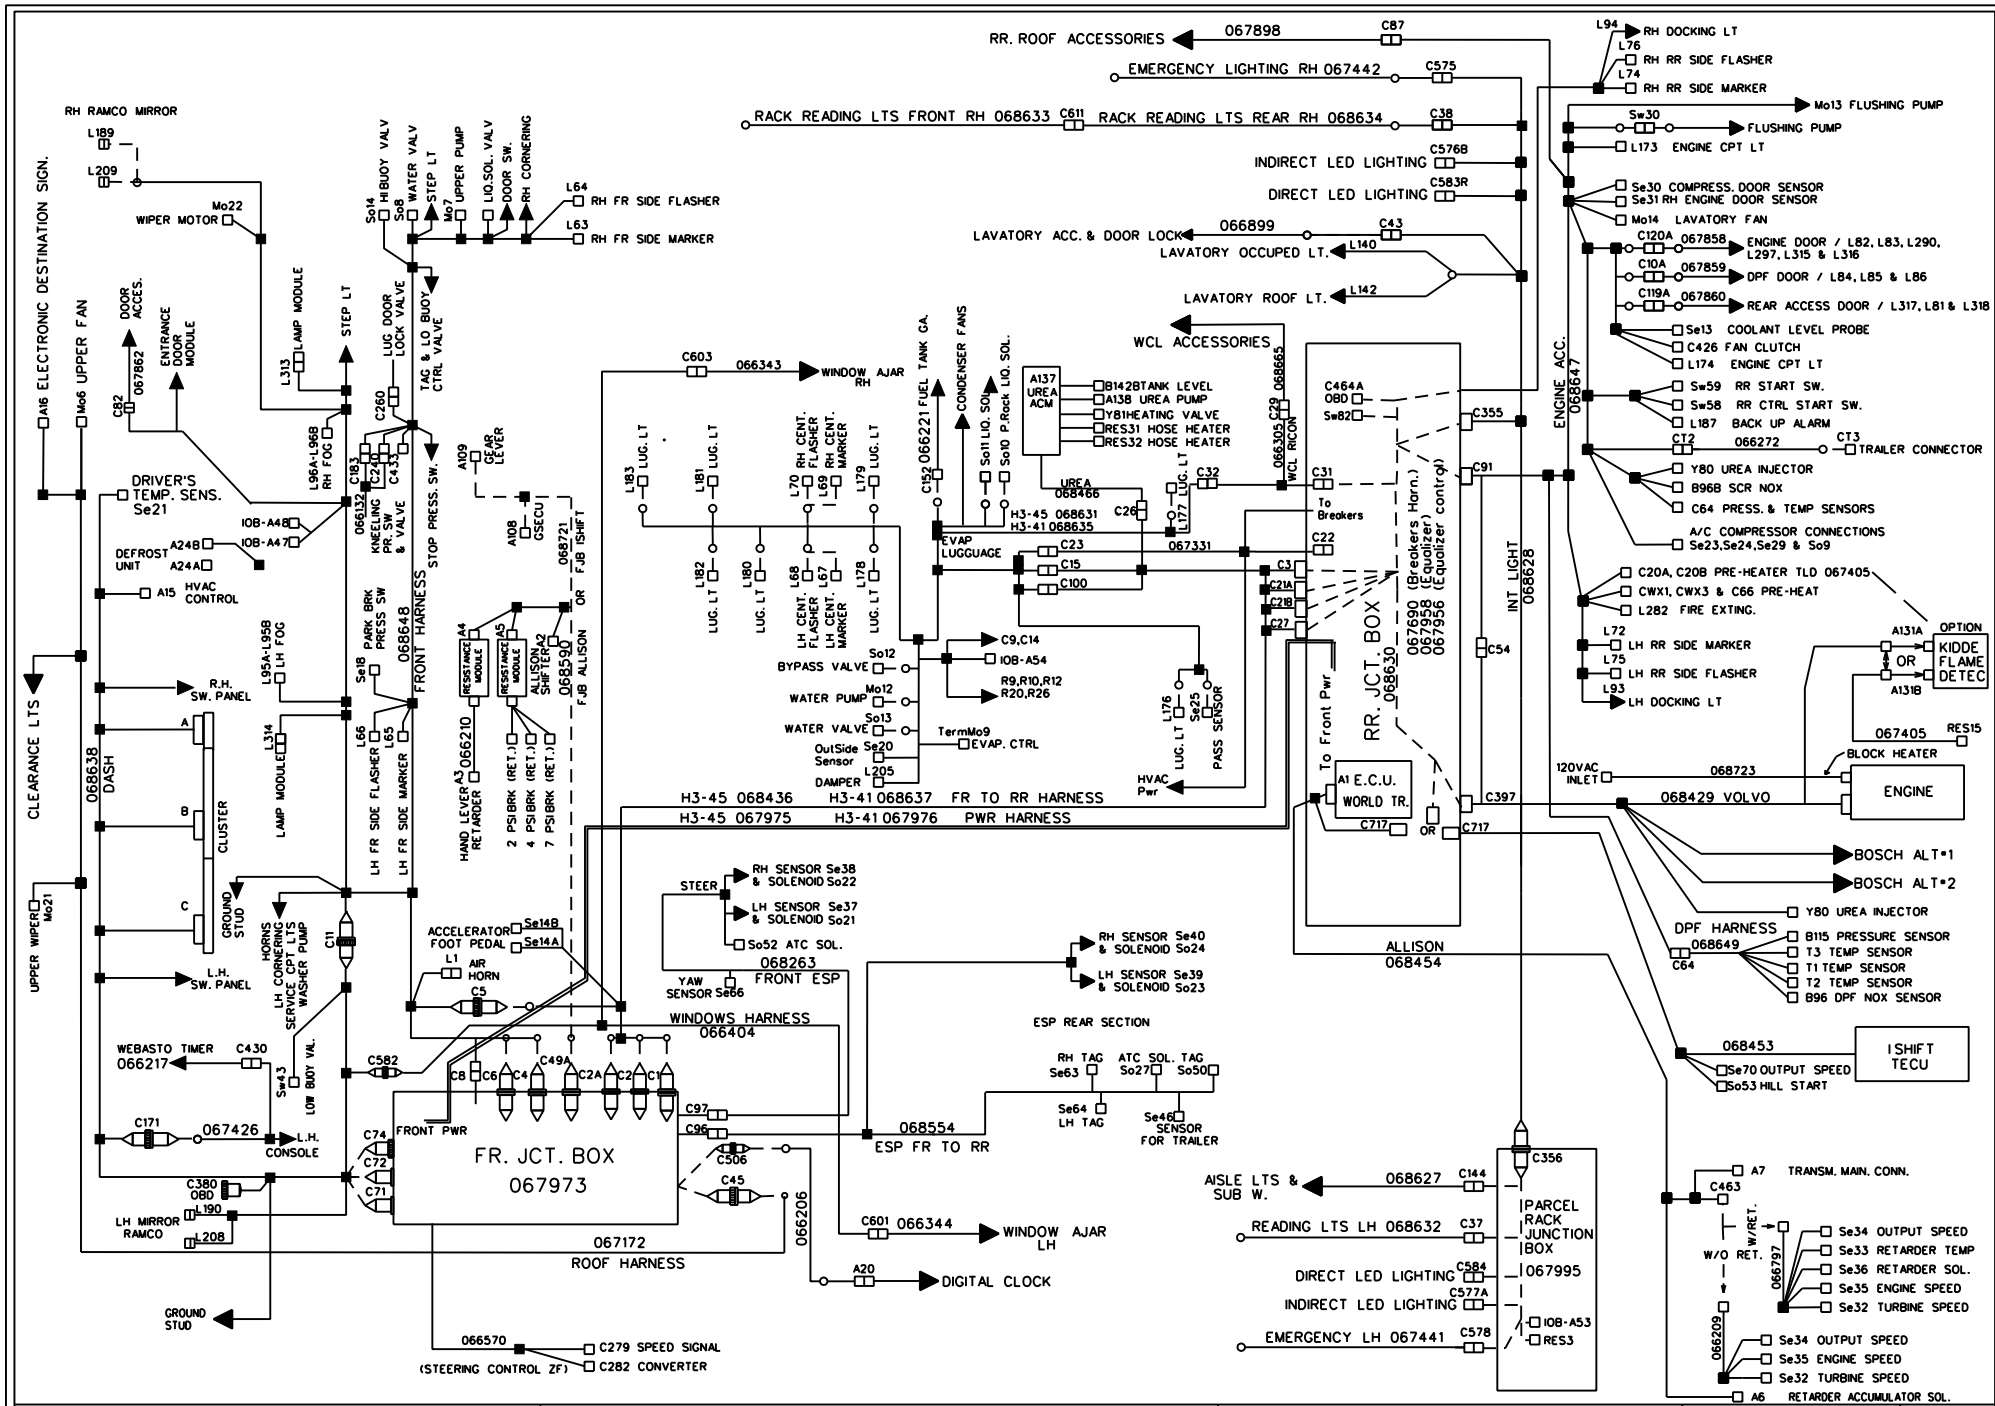 RR. ROOF ACCESSORIES
067898
C87
EMERGENCY LIGHTING RH 067442
C575
RACK READING LTS FRONT RH 068633
C611
RACK READING LTS REAR RH 068634
C38
INDIRECT LED LIGHTING
C576B
DIRECT LED LIGHTING
C583R
LAVATORY ACC. & DOOR LOCK
066899
C43
LAVATORY OCCUPED LT.
L140
LAVATORY ROOF LT.
L142
WCL ACCESSORIES
L94
RH DOCKING LT
L76
RH RR SIDE FLASHER
L74
RH RR SIDE MARKER
Mo13 FLUSHING PUMP
Sw30
FLUSHING PUMP
L173 ENGINE CPT LT
Se30 COMPRESS. DOOR SENSOR
Se31 RH ENGINE DOOR SENSOR
Mo14 LAVATORY FAN
C120A
067858
ENGINE DOOR / L82, L83, L290,
L297, L315 & L316
C10A
067859
DPF DOOR / L84, L85 & L86
C119A
067860
REAR ACCESS DOOR / L317, L81 & L318
Se13 COOLANT LEVEL PROBE
C426 FAN CLUTCH
L174 ENGINE CPT LT
Sw59 RR START SW.
Sw58 RR CTRL START SW.
L187 BACK UP ALARM
CT2
066272
CT3
TRAILER CONNECTOR
Y80 UREA INJECTOR
B96B SCR NOX
C64 PRESS. & TEMP SENSORS
A/C COMPRESSOR CONNECTIONS
Se23,Se24,Se29 & So9
C20A, C20B PRE-HEATER TLD 067405
CWX1, CWX3 & C66 PRE-HEAT
L282 FIRE EXTING.
L72
LH RR SIDE MARKER
L75
LH RR SIDE FLASHER
L93
LH DOCKING LT
A131A
OPTION
KIDDE
FLAME
DETEC
OR
A131B
067405
RES15
BLOCK HEATER
120VAC
INLET
068723
ENGINE
068429 VOLVO
BOSCH ALT•1
BOSCH ALT•2
Y80 UREA INJECTOR
DPF HARNESS
068649
C64
B115 PRESSURE SENSOR
T3 TEMP SENSOR
T1 TEMP SENSOR
T2 TEMP SENSOR
B96 DPF NOX SENSOR
068453
ISHIFT
TECU
Se70 OUTPUT SPEED
So53 HILL START
A7 TRANSM. MAIN. CONN.
C463
W/RET.
W/O RET.
066797
Se34 OUTPUT SPEED
Se33 RETARDER TEMP
Se36 RETARDER SOL.
Se35 ENGINE SPEED
Se32 TURBINE SPEED
066209
Se34 OUTPUT SPEED
Se35 ENGINE SPEED
Se32 TURBINE SPEED
A6 RETARDER ACCUMULATOR SOL.
ENGINE ACC.
068647
INT LIGHT
068628
C355
C91
C54
C397
C717
RH RAMCO MIRROR
L189
L209
A16 ELECTRONIC DESTINATION SIGN.
Mo6 UPPER FAN
WIPER MOTOR
Mo22
DOOR
ACCES.
067862
C82
ENTRANCE
DOOR
MODULE
L313
LAMP MODULE
STEP LT
So14
HIBUOY VALV
So8
WATER VALV
STEP LT
Mo7
UPPER PUMP
LIQ.SOL. VALV
DOOR SW.
RH CORNERING
L64
RH FR SIDE FLASHER
L63
RH FR SIDE MARKER
LUG DOOR
LOCK VALVE
C260
TAG & LO BUOY
CTRL VALVE
L96A-L96B
RH FOG
C183
C240
C433
066132
KNEELING
PR. SW
& VALVE
STOP PRESS. SW.
DRIVER'S
TEMP. SENS.
Se21
IOB-A48
IOB-A47
DEFROST
UNIT
A24B
A24A
A15 HVAC
CONTROL
PARK BRK
PRESS SW
Se18
068648
FRONT HARNESS
L95A-L95B
LH FOG
R.H.
SW. PANEL
CLEARANCE LTS
068638
DASH
A
B
C
CLUSTER
L314
LAMP MODULE
L66
LH FR SIDE FLASHER
L65
LH FR SIDE MARKER
UPPER WIPER
Mo21
L.H.
SW. PANEL
GROUND
STUD
HORNS
LH CORNERING
SERVICE CPT LTS
WASHER PUMP
C11
A109
GEAR
LEVER
A108
GSECU
068721
FJB ISHIFT
OR
068590
FJB ALLISON
A4
RESISTANCE
MODULE
A5
RESISTANCE
MODULE
A2
ALLISON
SHIFTER
066210
A3
HAND LEVER
RETARDER
2 PSIBRK (RET.)
4 PSIBRK (RET.)
7 PSIBRK (RET.)
C603
066343
WINDOW AJAR
RH
L183
LUG. LT
L181
LUG. LT
L70
RH CENT.
FLASHER
L69
RH CENT.
MARKER
L179
LUG. LT
L182
LUG. LT
L180
LUG. LT
L68
LH CENT.
FLASHER
L67
LH CENT.
MARKER
L178
LUG. LT
C152
066221 FUEL TANK GA.
CONDENSER FANS
So11 LIQ. SOL
So10 P.Rack LIQ. SOL.
A137
UREA
ACM
B142BTANK LEVEL
A138 UREA PUMP
Y81HEATING VALVE
RES31 HOSE HEATER
RES32 HOSE HEATER
UREA
068466
C26
H3-45 068631
H3-41 068635
EVAP
LUGGUAGE
L177
LUG. LT
C32
066305
C29
068665
WCL RICON
C31
To
Breakers
C23
067331
C22
C15
C3
C100
C21A
C21B
C27
C9,C14
IOB-A54
R9,R10,R12
R20,R26
BYPASS VALVE
So12
WATER PUMP
Mo12
WATER VALVE
So13
OutSide
Sensor
Se20
DAMPER
L205
TermMo9
EVAP. CTRL
L176
LUG. LT
Se25
PASS SENSOR
HVAC
Pwr
C464A
OBD
Sw82
067690 (Breakers Harn.)
067958 (Equalizer)
067956 (Equalizer control)
RR. JCT. BOX
068630
To Front Pwr
A1 E.C.U.
WORLD TR.
C717
OR
H3-45 068436
H3-41 068637
FR TO RR HARNESS
H3-45 067975
H3-41 067976
PWR HARNESS
STEER
RH SENSOR Se38
& SOLENOID So22
LH SENSOR Se37
& SOLENOID So21
So52 ATC SOL.
068263
FRONT ESP
YAW
SENSOR Se66
RH SENSOR Se40
& SOLENOID So24
LH SENSOR Se39
& SOLENOID So23
ESP REAR SECTION
RH TAG
Se63
ATC SOL. TAG
So27
So50
Se64
LH TAG
Se46
SENSOR
FOR TRAILER
ALLISON
068454
ACCELERATOR
FOOT PEDAL
Se14B
Se14A
L1
AIR
HORN
C5
WINDOWS HARNESS
066404
WEBASTO TIMER
066217
C430
Sw43
LOW BUOY VAL.
C582
C8
C6
C4
C49A
C2A
C2
C1
C97
C96
068554
ESP FR TO RR
C506
C45
FRONT PWR
C74
C72
C71
FR. JCT. BOX
067973
C171
067426
L.H.
CONSOLE
C380
OBD
LH MIRROR
RAMCO
L190
L208
GROUND
STUD
067172
ROOF HARNESS
066206
C601
066344
WINDOW AJAR
LH
A20
DIGITAL CLOCK
066570
(STEERING CONTROL ZF)
C279 SPEED SIGNAL
C282 CONVERTER
AISLE LTS &
SUB W.
068627
C144
READING LTS LH 068632
C37
DIRECT LED LIGHTING
C584
INDIRECT LED LIGHTING
C577A
EMERGENCY LH 067441
C578
C356
PARCEL
RACK
JUNCTION
BOX
067995
IOB-A53
RES3